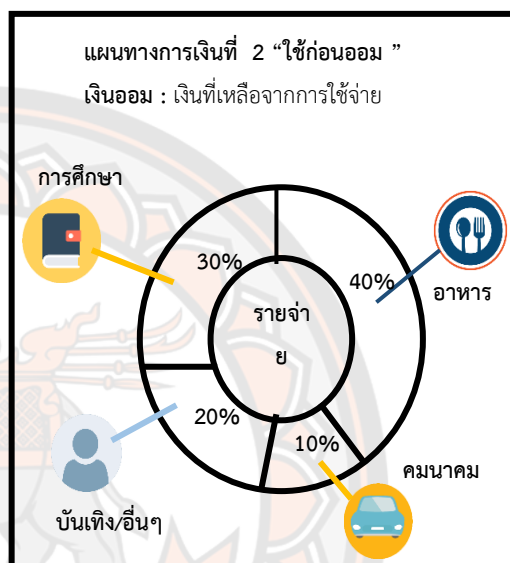 แผนทางการเงินที่ 2 “ใช้ก่อนออม ”
เงินออม : เงินที่เหลือจากการใช้จ่าย
การศึกษา
30%
40%
อาหาร
รายจ่า
ย
20%
10%
คมนาคม
บันเทิง/อื่นๆ